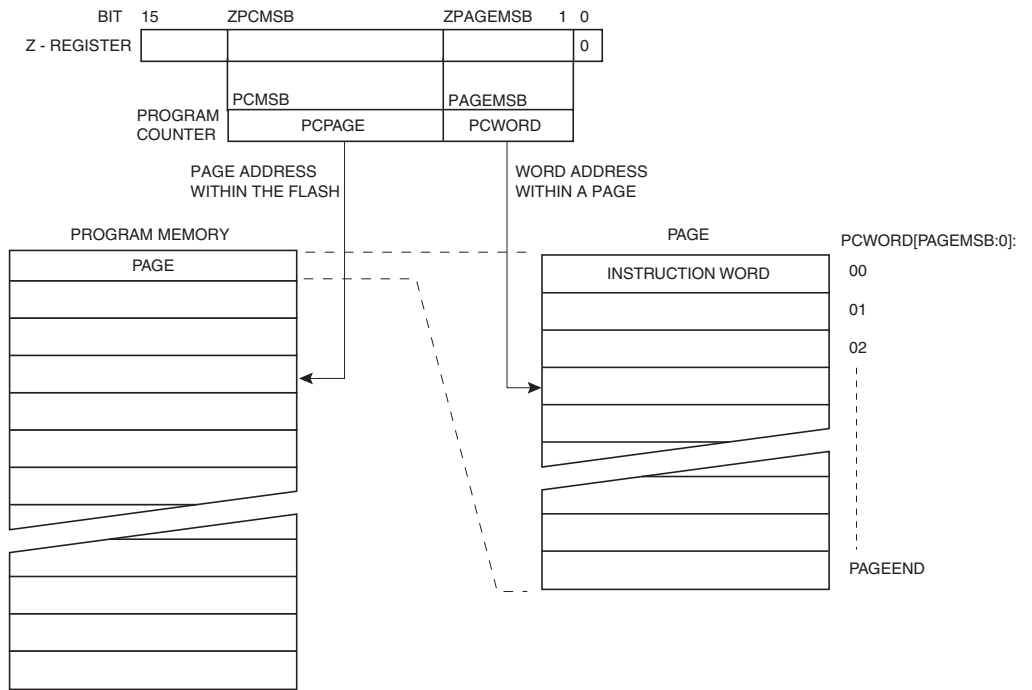 BIT 15 ZPCMSB ZPAGEMSB 1 0
Z - REGISTER 0
PCMSB PAGEMSB
PROGRAM
COUNTER
PCPAGE PCWORD
PAGE ADDRESS
WITHIN THE FLASH
WORD ADDRESS
WITHIN A PAGE
PROGRAM MEMORY
PAGE
PAGE
PCWORD[PAGEMSB:0]:
INSTRUCTION WORD
00
01
02
PAGEEND